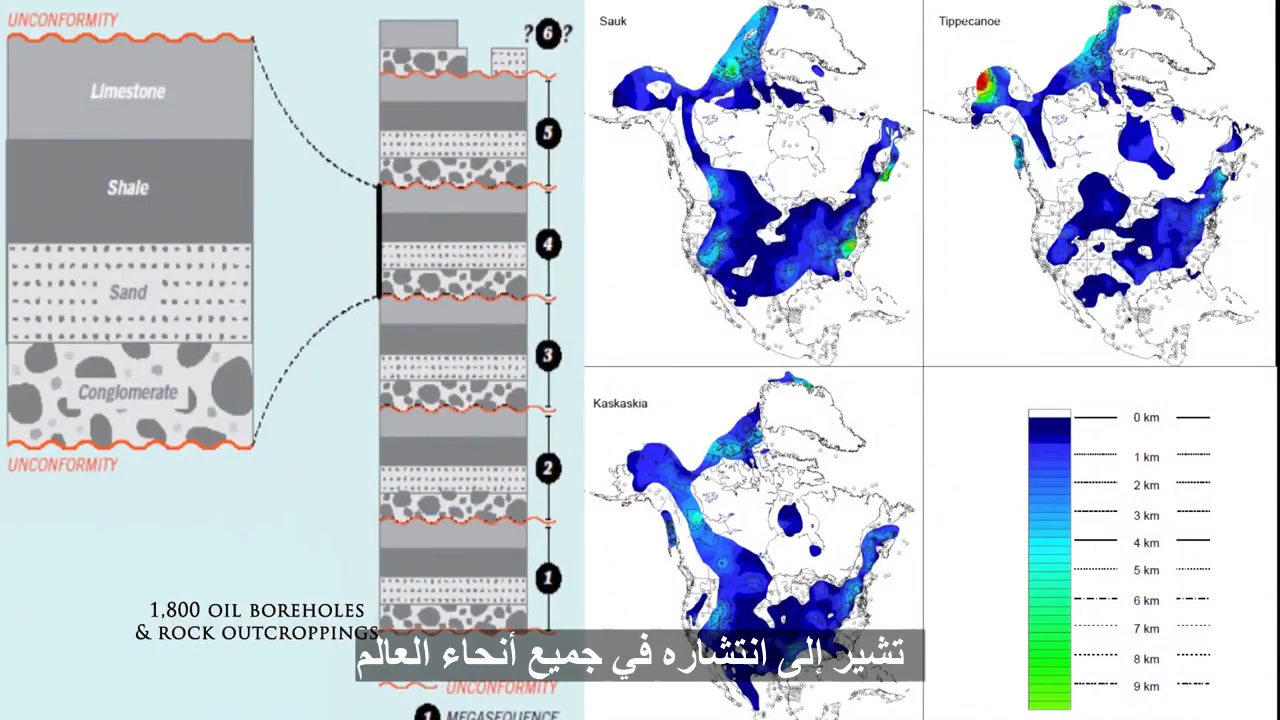 UNCONFORMITY
Limestone
Shale
Sand
Conglomerate
UNCONFORMITY
?6?
5
4
3
2
1
1,800 OIL BOREHOLES
& ROCK OUTCROPPINGS
UNCONFORMITY
1 MEGASEQUENCE
Sauk
Tippecanoe
Kaskaskia
0 km
1 km
2 km
3 km
4 km
5 km
6 km
7 km
8 km
9 km
تشير إلى انتشاره في جميع أنحاء العالم